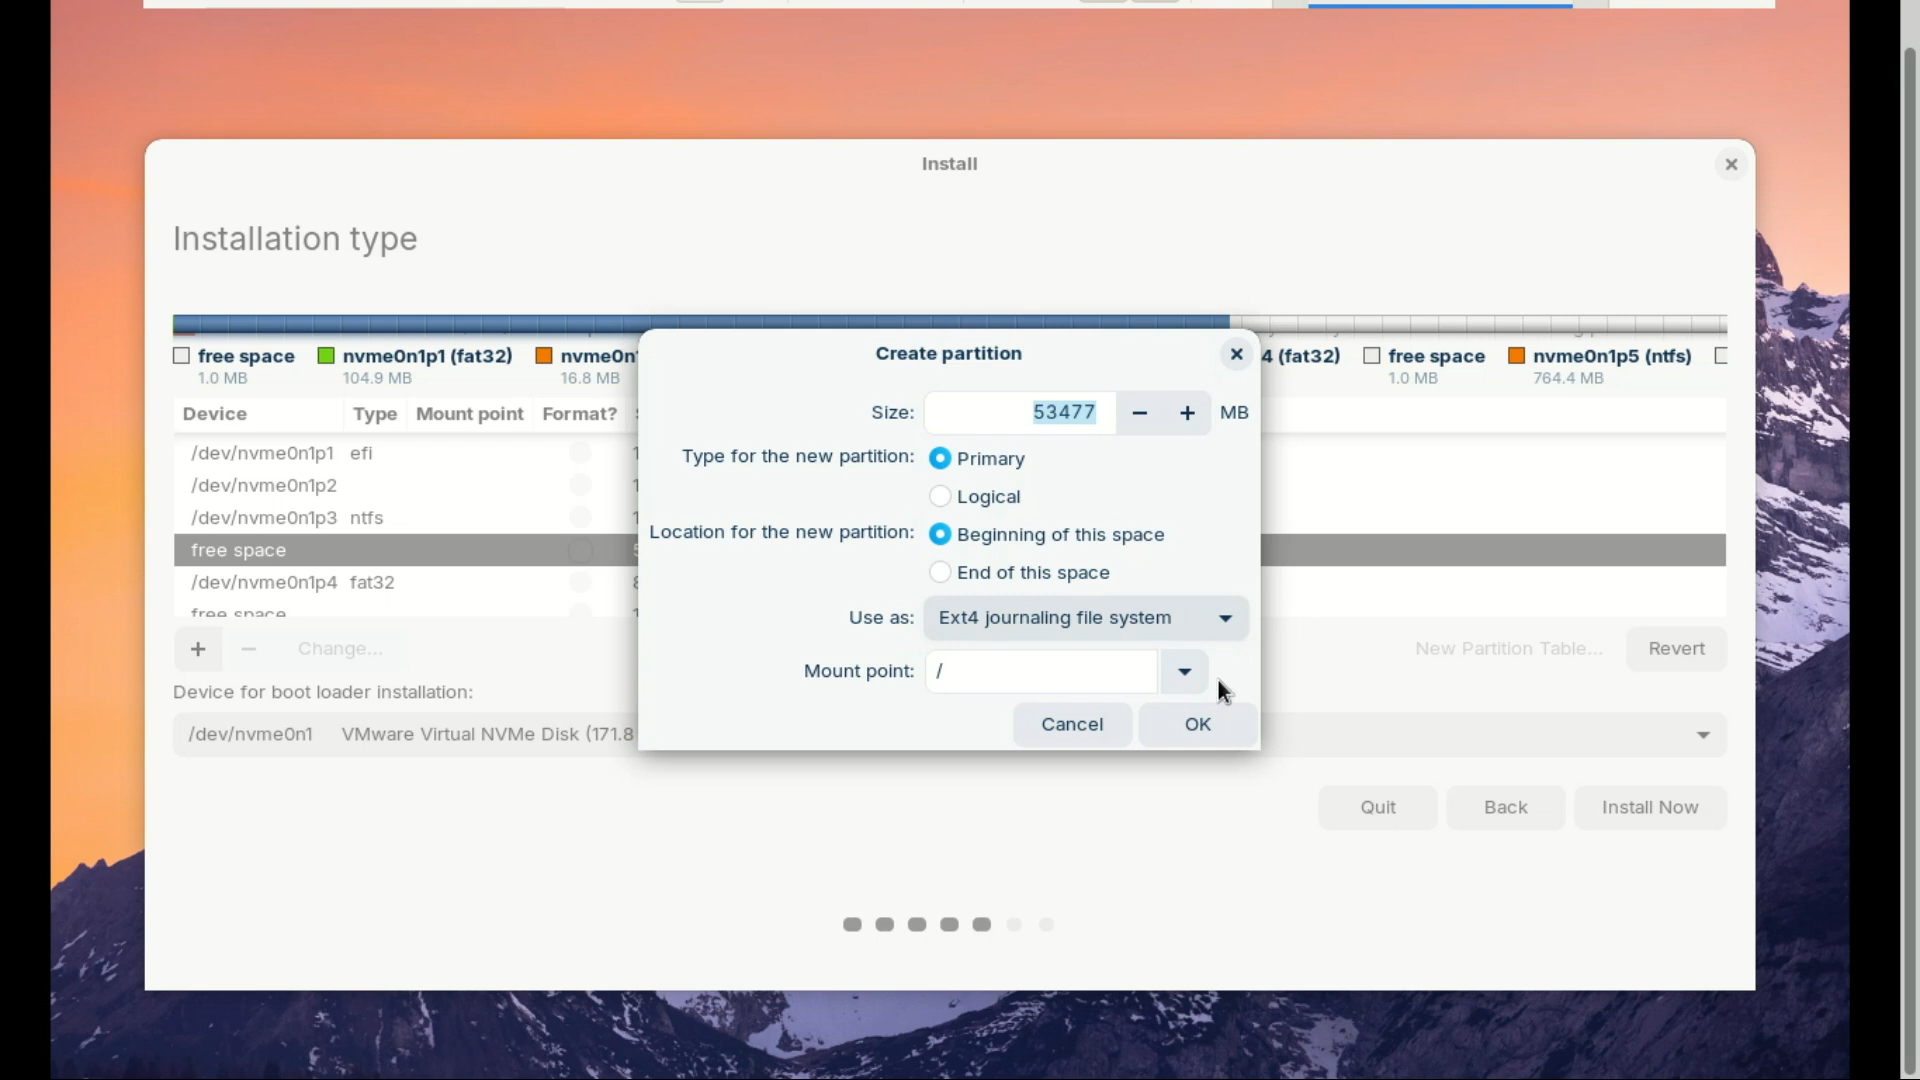 Install
Installation type
free space nvme0n1p1 (fat32) nvme0n1 4 (fat32) free space nvme0n1p5 (ntfs)
1.0 MB 104.9 MB 16.8 MB 1.0 MB 764.4 MB
Device Type Mount point Format?
/dev/nvme0n1p1 efi
/dev/nvme0n1p2
/dev/nvme0n1p3 ntfs
free space
/dev/nvme0n1p4 fat32
free space
+ − Change... New Partition Table... Revert
Device for boot loader installation:
/dev/nvme0n1 VMware Virtual NVMe Disk (171.8
Quit Back Install Now
Create partition
Size: 53477 − + MB
Type for the new partition: Primary
Logical
Location for the new partition: Beginning of this space
End of this space
Use as: Ext4 journaling file system
Mount point: /
Cancel OK